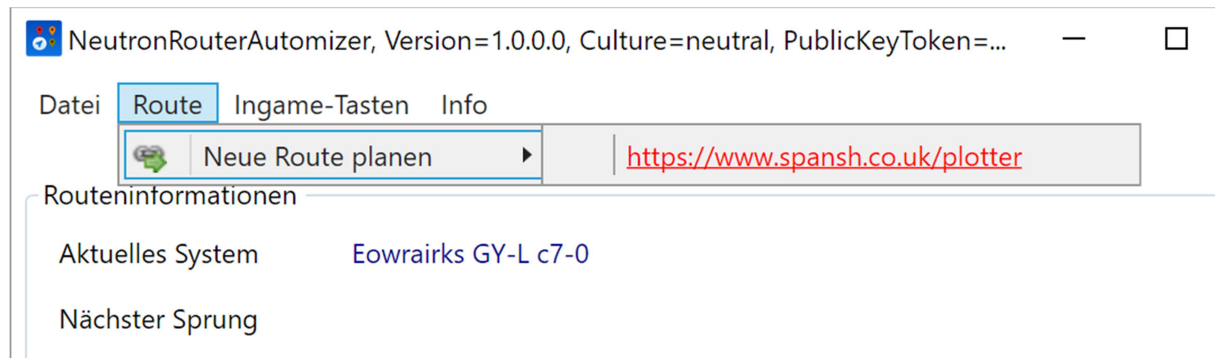 NeutronRouterAutomizer, Version=1.0.0.0, Culture=neutral, PublicKeyToken=...
Datei Route Ingame-Tasten Info
Neue Route planen https://www.spansh.co.uk/plotter
Routeninformationen
Aktuelles System Eowrairks GY-L c7-0
Nächster Sprung